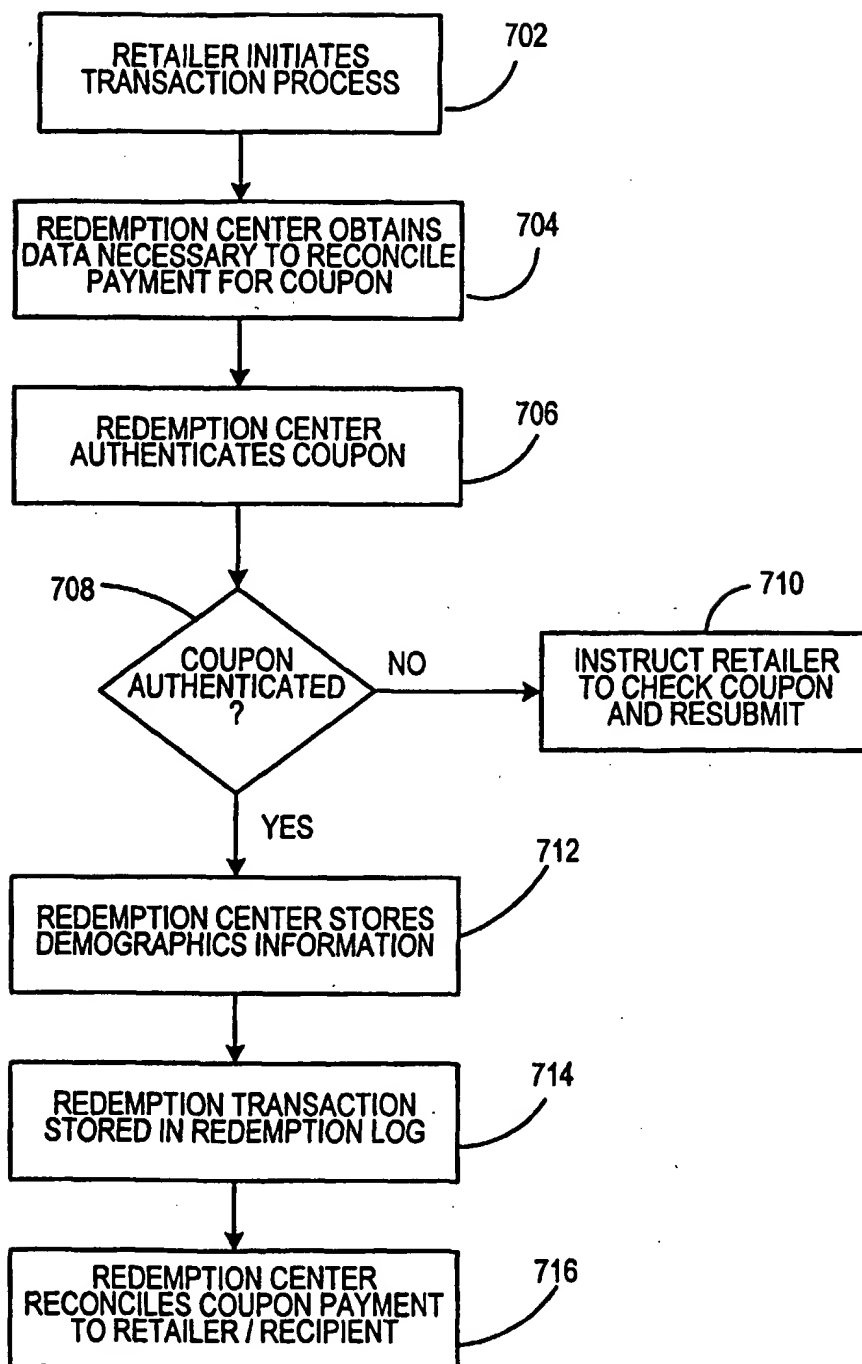 RETAILER INITIATES
TRANSACTION PROCESS
702
REDEMPTION CENTER OBTAINS
DATA NECESSARY TO RECONCILE
PAYMENT FOR COUPON
704
REDEMPTION CENTER
AUTHENTICATES COUPON
706
708
COUPON
AUTHENTICATED
?
NO
710
INSTRUCT RETAILER
TO CHECK COUPON
AND RESUBMIT
YES
REDEMPTION CENTER STORES
DEMOGRAPHICS INFORMATION
712
REDEMPTION TRANSACTION
STORED IN REDEMPTION LOG
714
REDEMPTION CENTER
RECONCILES COUPON PAYMENT
TO RETAILER / RECIPIENT
716